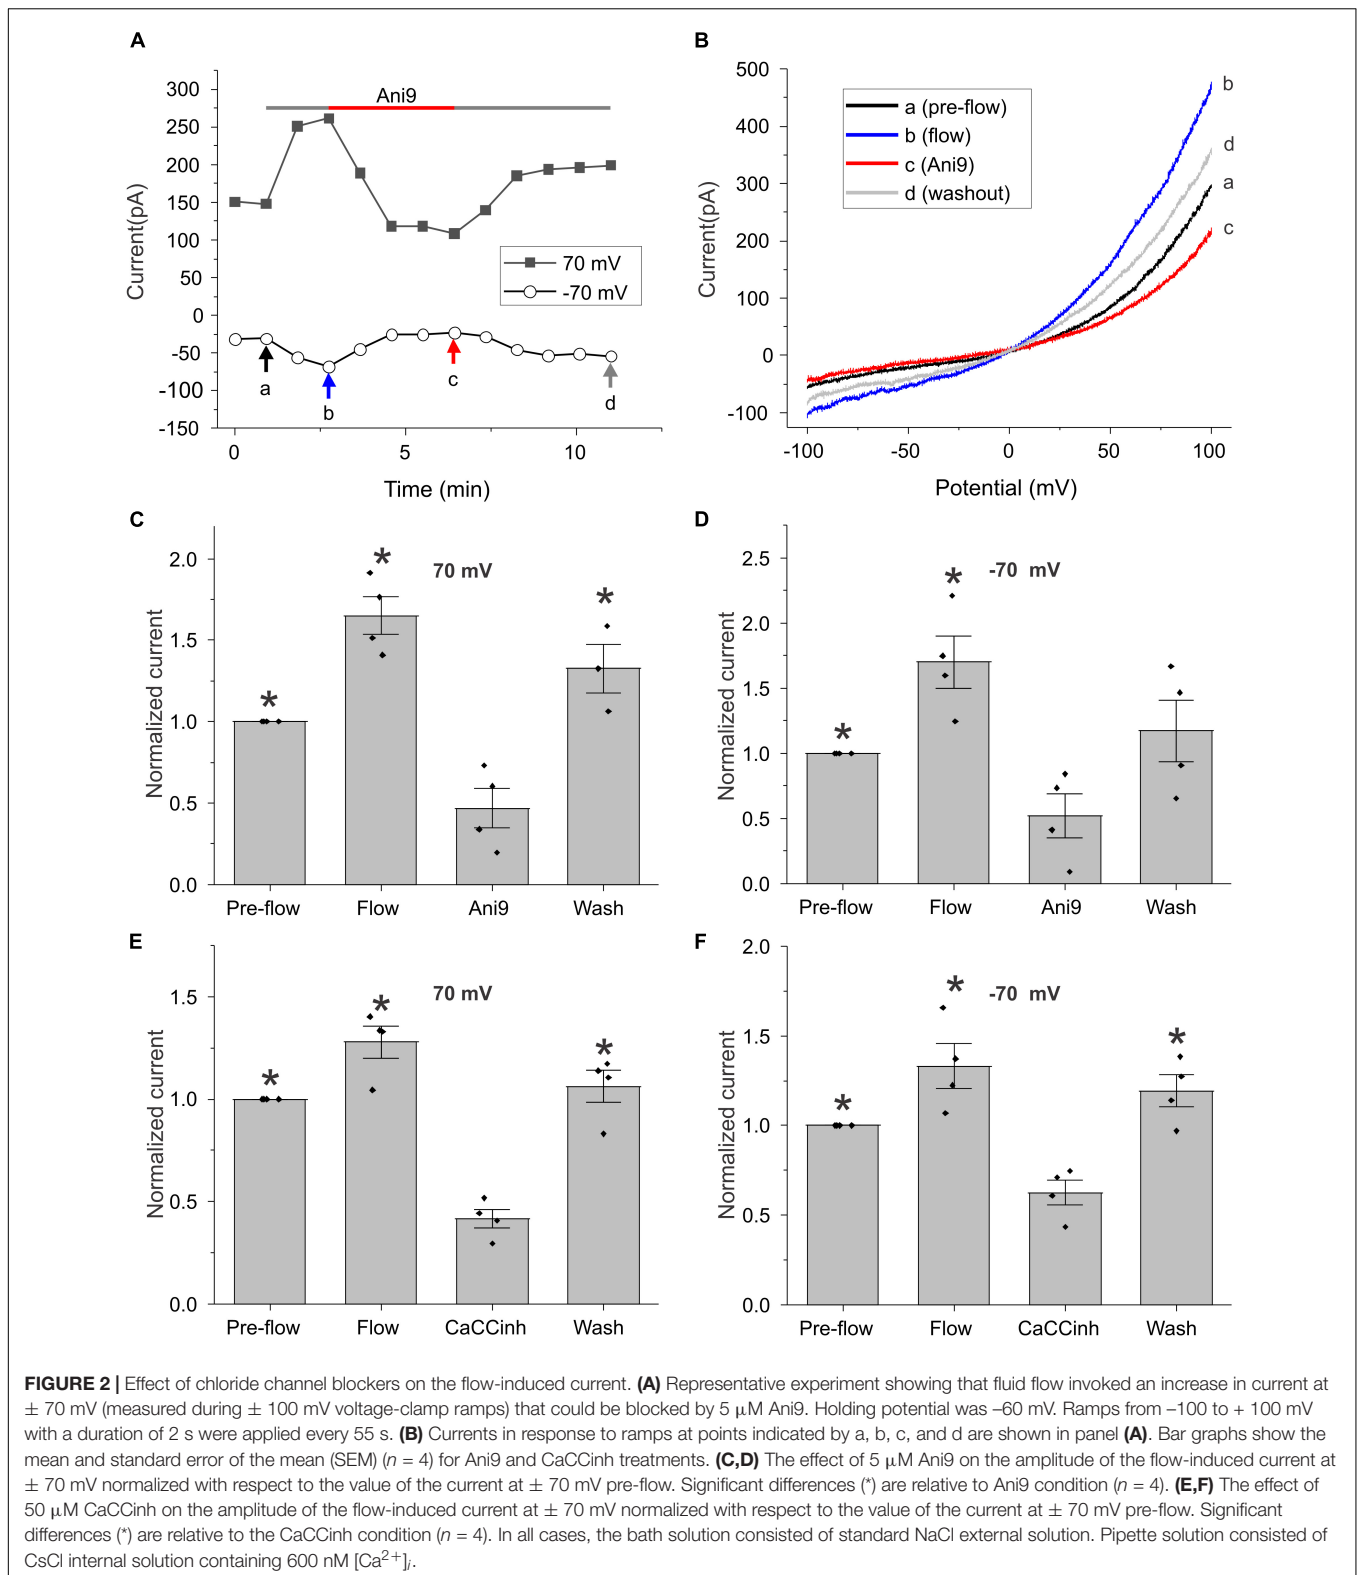 A
Ani9
300
250
200
150
100
50
0
-50
-100
-150
Current(pA)
70 mV
-70 mV
a
b
c
d
0
5
10
Time (min)
B
500
400
300
200
100
0
-100
Current(pA)
a (pre-flow)
b (flow)
c (Ani9)
d (washout)
b
d
a
c
-100
-50
0
50
100
Potential (mV)
C
2.0
1.5
1.0
0.5
0.0
Normalized current
70 mV
*
*
*
Pre-flow
Flow
Ani9
Wash
D
2.5
2.0
1.5
1.0
0.5
0.0
Normalized current
-70 mV
*
*
Pre-flow
Flow
Ani9
Wash
E
1.5
1.0
0.5
0.0
Normalized current
70 mV
*
*
*
Pre-flow
Flow
CaCCinh
Wash
F
2.0
1.5
1.0
0.5
0.0
Normalized current
-70 mV
*
*
*
Pre-flow
Flow
CaCCinh
Wash
FIGURE 2 | Effect of chloride channel blockers on the flow-induced current. (A) Representative experiment showing that fluid flow invoked an increase in current at
± 70 mV (measured during ± 100 mV voltage-clamp ramps) that could be blocked by 5 μM Ani9. Holding potential was –60 mV. Ramps from –100 to + 100 mV
with a duration of 2 s were applied every 55 s. (B) Currents in response to ramps at points indicated by a, b, c, and d are shown in panel (A). Bar graphs show the
mean and standard error of the mean (SEM) (n = 4) for Ani9 and CaCCinh treatments. (C,D) The effect of 5 μM Ani9 on the amplitude of the flow-induced current at
± 70 mV normalized with respect to the value of the current at ± 70 mV pre-flow. Significant differences (*) are relative to Ani9 condition (n = 4). (E,F) The effect of
50 μM CaCCinh on the amplitude of the flow-induced current at ± 70 mV normalized with respect to the value of the current at ± 70 mV pre-flow. Significant
differences (*) are relative to the CaCCinh condition (n = 4). In all cases, the bath solution consisted of standard NaCl external solution. Pipette solution consisted of
CsCl internal solution containing 600 nM [Ca²⁺]ᵢ.